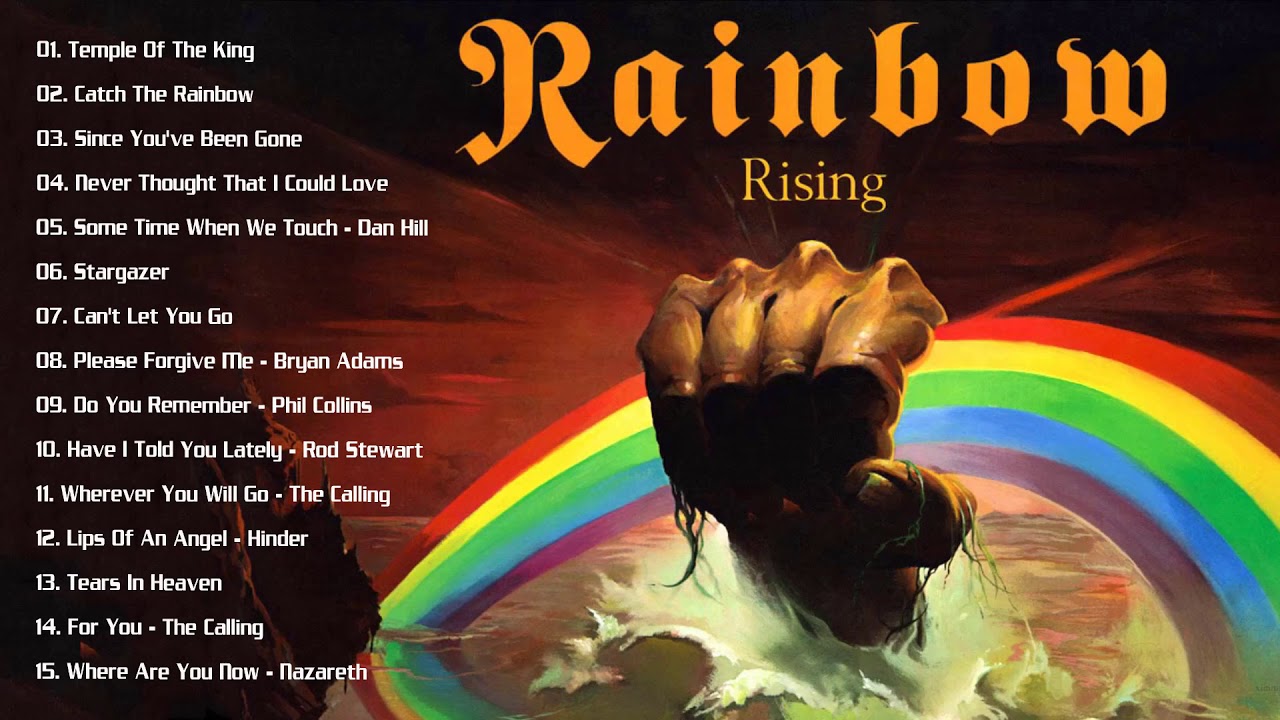 Rainbow
Rising
01. Temple Of The King
02. Catch The Rainbow
03. Since You've Been Gone
04. Never Thought That I Could Love
05. Some Time When We Touch - Dan Hill
06. Stargazer
07. Can't Let You Go
08. Please Forgive Me - Bryan Adams
09. Do You Remember - Phil Collins
10. Have I Told You Lately - Rod Stewart
11. Wherever You Will Go - The Calling
12. Lips Of An Angel - Hinder
13. Tears In Heaven
14. For You - The Calling
15. Where Are You Now - Nazareth